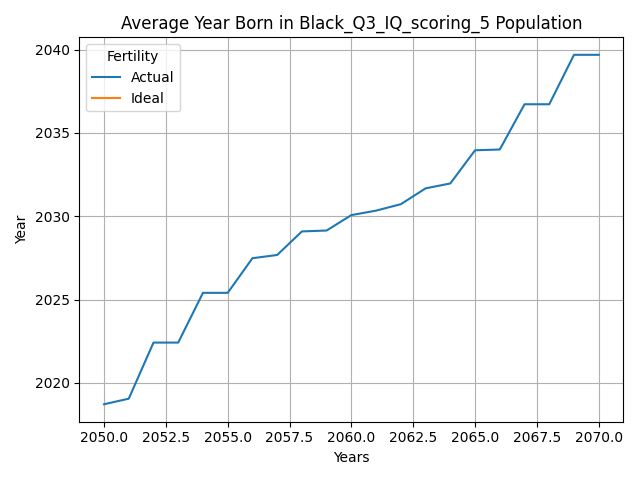 Average Year Born in Black_Q3_IQ_scoring_5 Population
Fertility
Actual
Ideal
2040
2035
2030
2025
2020
Year
2050.0 2052.5 2055.0 2057.5 2060.0 2062.5 2065.0 2067.5 2070.0
Years